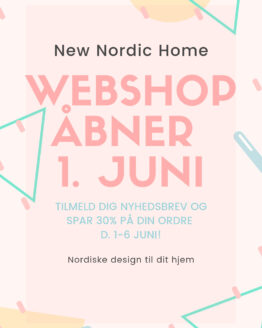 New Nordic Home
WEBSHOP
ÅBNER
1. JUNI
TILMELD DIG NYHEDSBREV OG
SPAR 30% PÅ DIN ORDRE
D. 1-6 JUNI!
Nordiske design til dit hjem